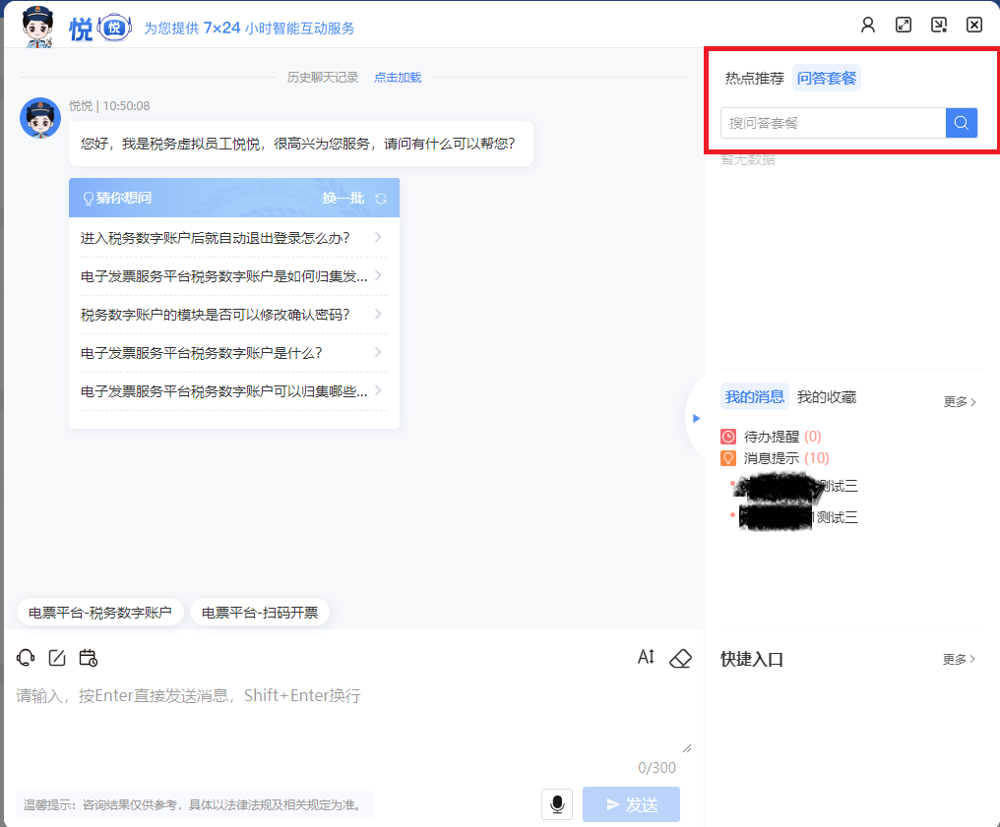 悦 悦 为您提供 7×24 小时智能互动服务
历史聊天记录 点击加载
悦悦 | 10:50:08
您好，我是税务虚拟员工悦悦，很高兴为您服务，请问有什么可以帮您？
猜你想问 换一批
进入税务数字账户后就自动退出登录怎么办？
电子发票服务平台税务数字账户是如何归集发...
税务数字账户的模块是否可以修改确认密码？
电子发票服务平台税务数字账户是什么？
电子发票服务平台税务数字账户可以归集哪些...
电票平台-税务数字账户 电票平台-扫码开票
请输入，按Enter直接发送消息，Shift+Enter换行
0/300
温馨提示：咨询结果仅供参考，具体以法律法规及相关规定为准。
发送
热点推荐 问答套餐
搜问答套餐
暂无数据
我的消息 我的收藏 更多
待办提醒 (0)
消息提示 (10)
测试三
测试三
快捷入口 更多